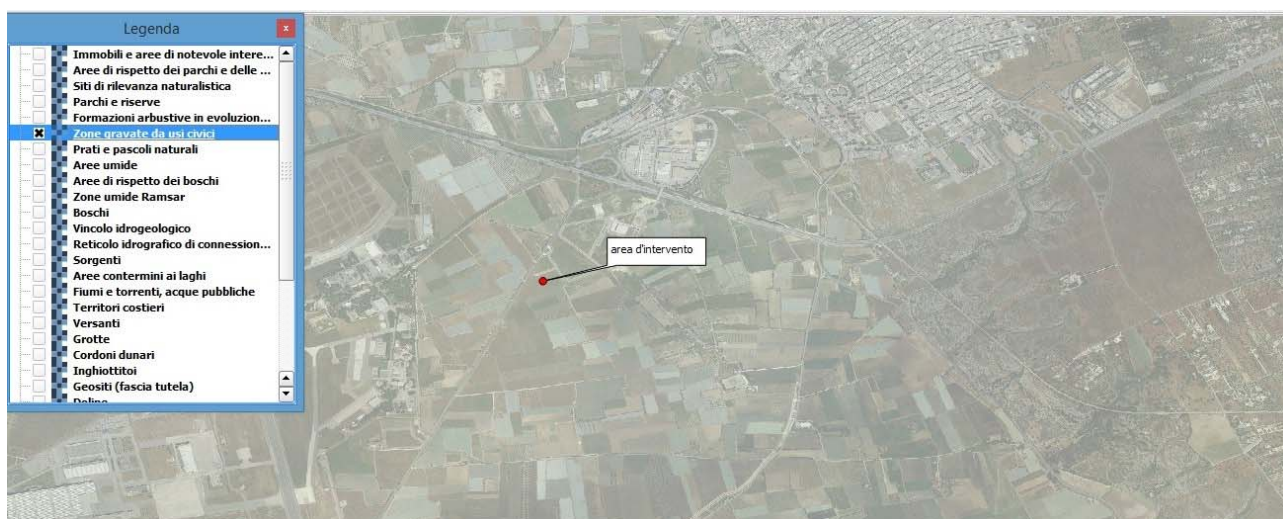 Legenda
x
Immobili e aree di notevole intere...
Aree di rispetto dei parchi e delle ...
Siti di rilevanza naturalistica
Parchi e riserve
Formazioni arbustive in evoluzion...
Zone gravate da usi civici
Prati e pascoli naturali
Aree umide
Aree di rispetto dei boschi
Zone umide Ramsar
Boschi
Vincolo idrogeologico
Reticolo idrografico di connession...
Sorgenti
Aree contermini ai laghi
Fiumi e torrenti, acque pubbliche
Territori costieri
Versanti
Grotte
Cordoni dunari
Inghiottitoi
Geositi (fascia tutela)
Doline
area d'intervento